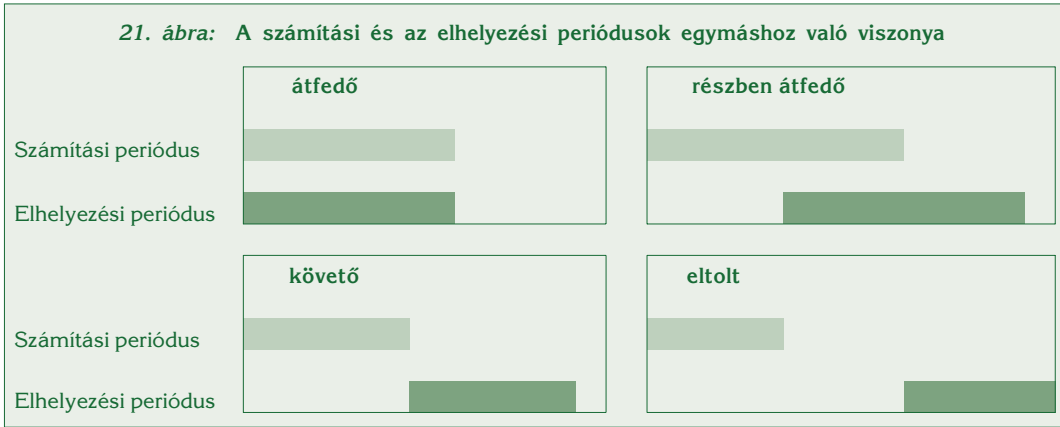 21. ábra: A számítási és az elhelyezési periódusok egymáshoz való viszonya
átfedő
részben átfedő
Számítási periódus
Elhelyezési periódus
követő
eltolt
Számítási periódus
Elhelyezési periódus